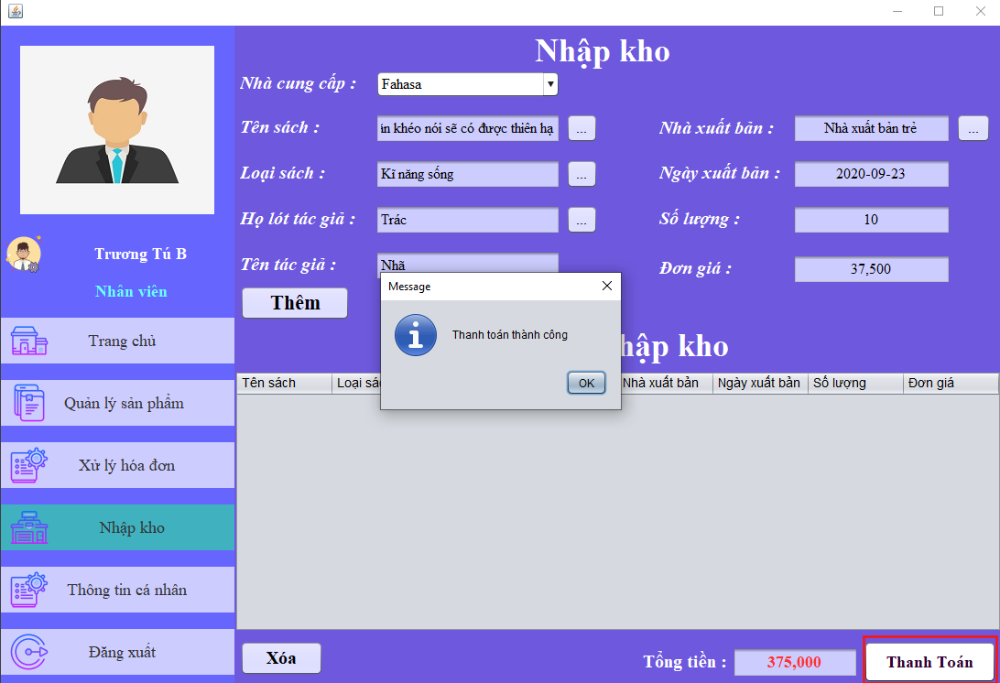 Nhập kho
Nhà cung cấp :
Fahasa
Tên sách :
in khéo nói sẽ có được thiên hạ
...
Nhà xuất bản :
Nhà xuất bản trẻ
...
Loại sách :
Kĩ năng sống
...
Ngày xuất bản :
2020-09-23
Họ lót tác giả :
Trác
...
Số lượng :
10
Tên tác giã :
Nhã
Đơn giá :
37,500
Thêm
Trương Tú B
Nhân viên
Trang chủ
Quản lý sản phẩm
Xử lý hóa đơn
Nhập kho
Thông tin cá nhân
Đăng xuất
Message
Thanh toán thành công
OK
hập kho
Tên sách
Loại sá
Nhà xuất bản
Ngày xuất bản
Số lượng
Đơn giá
Xóa
Tổng tiền :
375,000
Thanh Toán